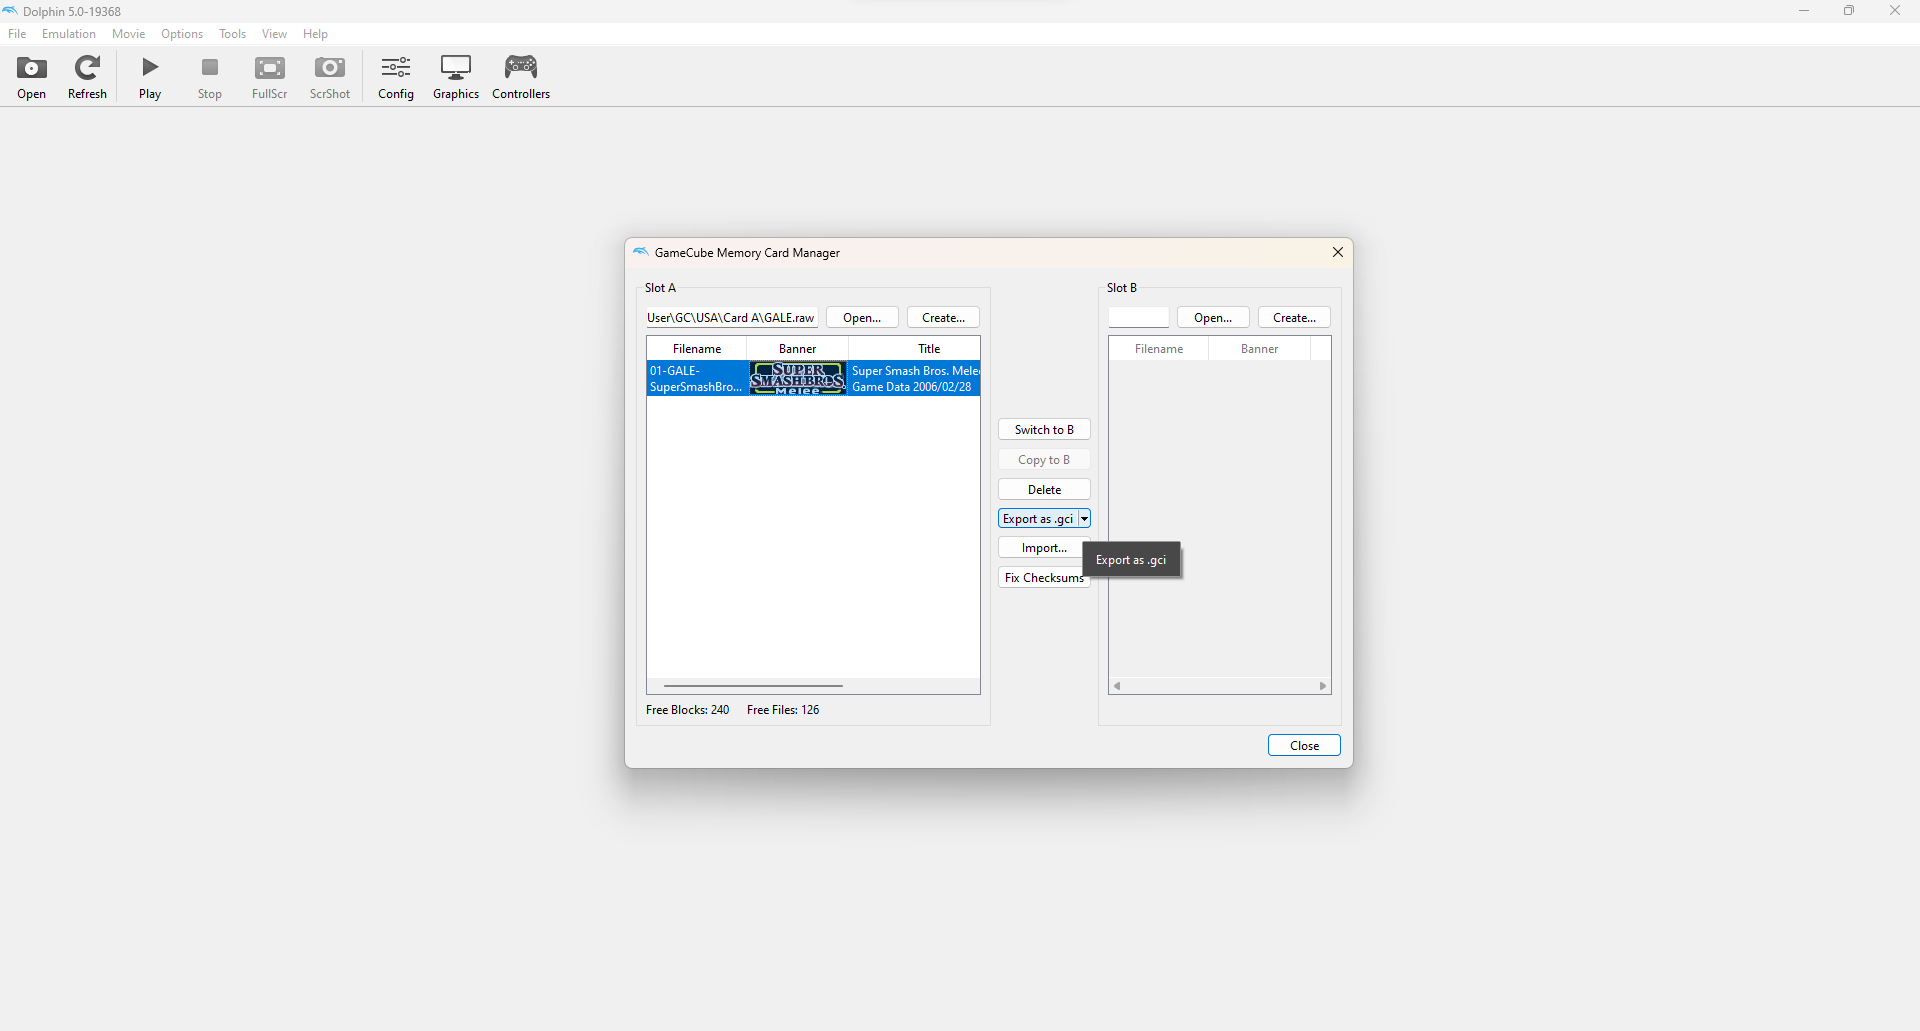 Dolphin 5.0-19368
File Emulation Movie Options Tools View Help
Open Refresh Play Stop FullScr ScrShot Config Graphics Controllers
GameCube Memory Card Manager
Slot A
User\GC\USA\Card A\GALE.raw Open... Create...
Filename Banner Title
01-GALE-
SuperSmashBro...
SUPER
SMASH BROS.
Melee
Super Smash Bros. Melee
Game Data 2006/02/28
Free Blocks: 240 Free Files: 126
Switch to B
Copy to B
Delete
Export as .gci
Import...
Fix Checksums
Export as .gci
Slot B
Open... Create...
Filename Banner
Close